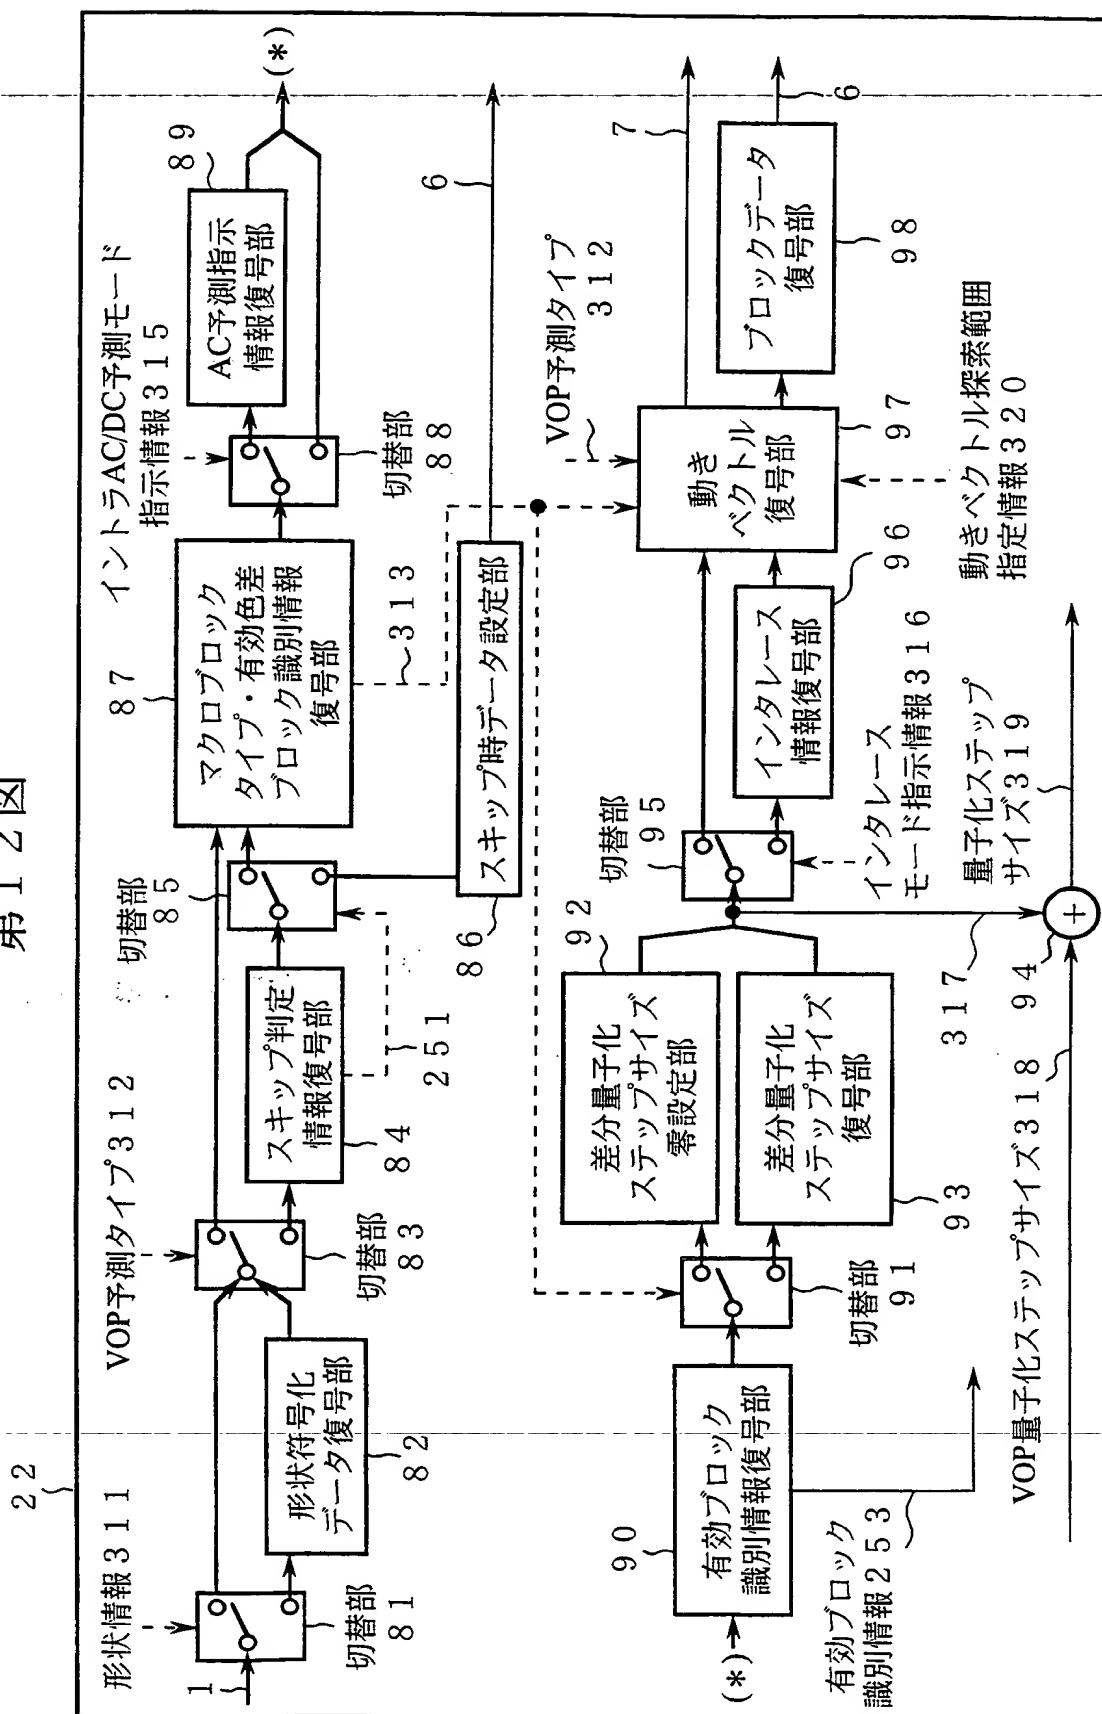 第12図
22
形状情報311
1
切替部
81
形状符号化
データ復号部
82
VOP予測タイプ312
切替部
83
スキップ判定
情報復号部
84
251
切替部
85
スキップ時データ設定部
86
6
87
マクロブロック
タイプ・有効色差
ブロック識別情報
復号部
313
イントラAC/DC予測モード
指示情報315
切替部
88
AC予測指示
情報復号部
89
(*)
(*)
90
有効ブロック
識別情報復号部
有効ブロック
識別情報253
切替部
91
差分量子化
ステップサイズ
零設定部
92
差分量子化
ステップサイズ
復号部
93
317
VOP量子化ステップサイズ318
94
+
量子化ステップ
サイズ319
切替部
95
インタレース
モード指示情報316
インタレース
情報復号部
96
VOP予測タイプ
312
動き
ベクトル
復号部
97
動きベクトル探索範囲
指定情報320
7
ブロックデータ
復号部
98
6